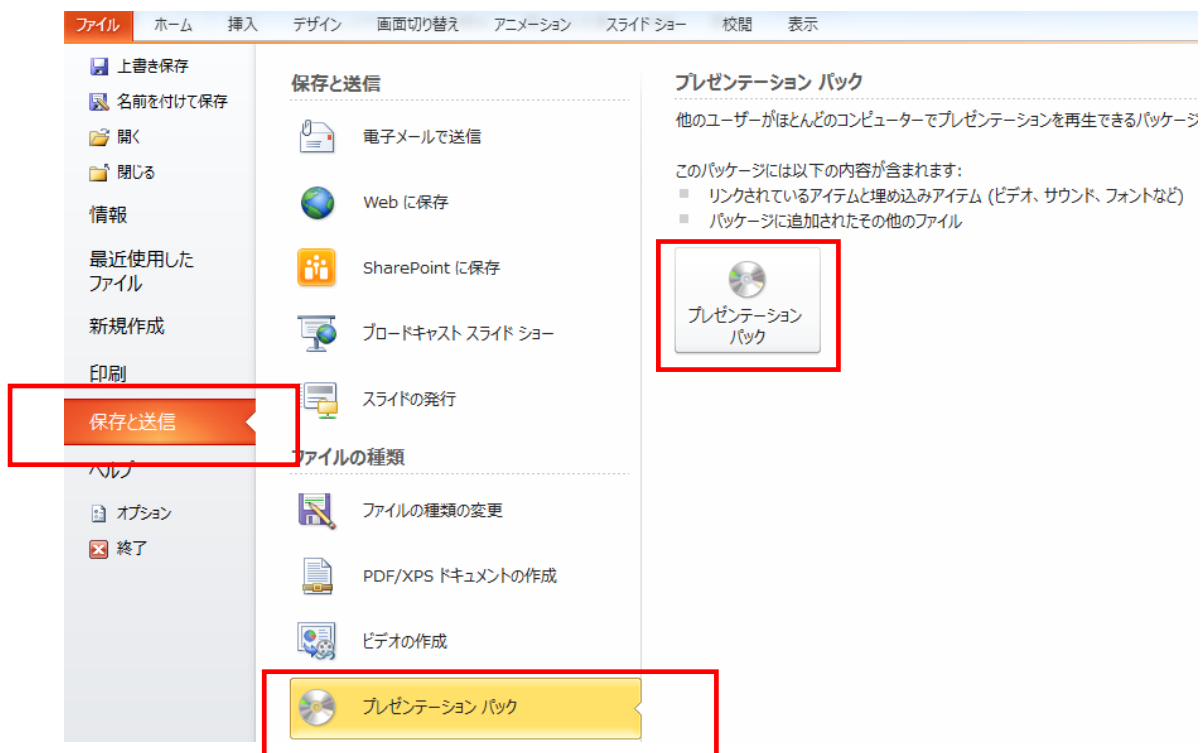 ファイル ホーム 挿入 デザイン 画面切り替え アニメーション スライド ショー 校閲 表示
上書き保存
名前を付けて保存
開く
閉じる
情報
最近使用した
ファイル
新規作成
印刷
保存と送信
ヘルプ
オプション
終了
保存と送信
電子メールで送信
Web に保存
SharePoint に保存
ブロードキャスト スライド ショー
スライドの発行
ファイルの種類
ファイルの種類の変更
PDF/XPS ドキュメントの作成
ビデオの作成
プレゼンテーション パック
プレゼンテーション パック
他のユーザーがほとんどのコンピューターでプレゼンテーションを再生できるパッケージ
このパッケージには以下の内容が含まれます:
リンクされているアイテムと埋め込みアイテム (ビデオ、サウンド、フォントなど)
パッケージに追加されたその他のファイル
プレゼンテーション
パック